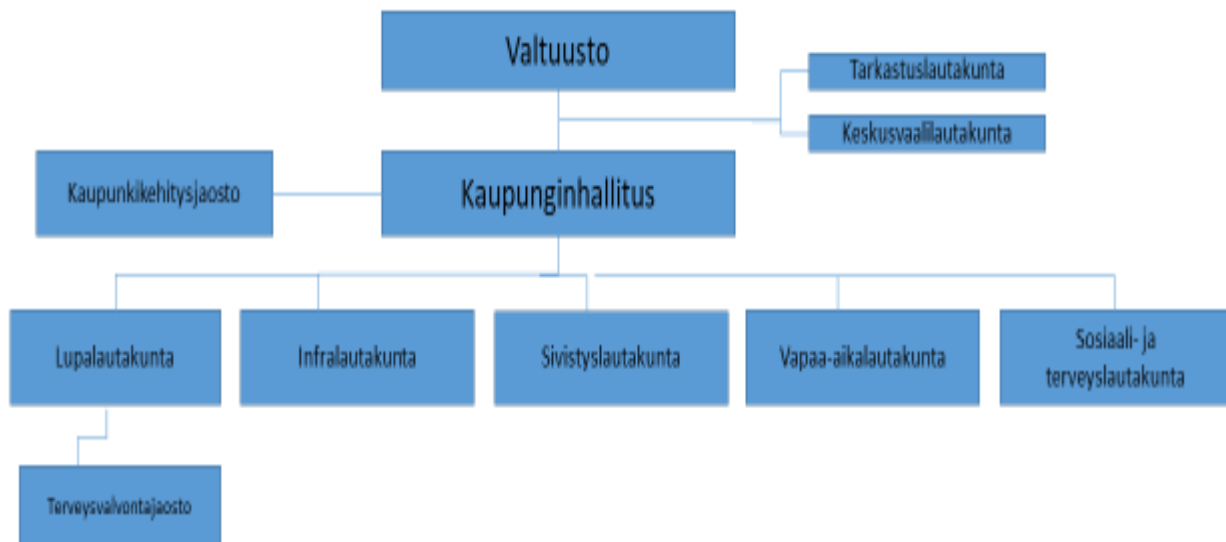 Valtuusto
Tarkastuslautakunta
Keskusvaalilautakunta
Kaupunkikehitysjaosto
Kaupunginhallitus
Lupalautakunta
Infralautakunta
Sivistyslautakunta
Vapaa-aikalautakunta
Sosiaali- ja
terveyslautakunta
Terveysvalvontajaosto